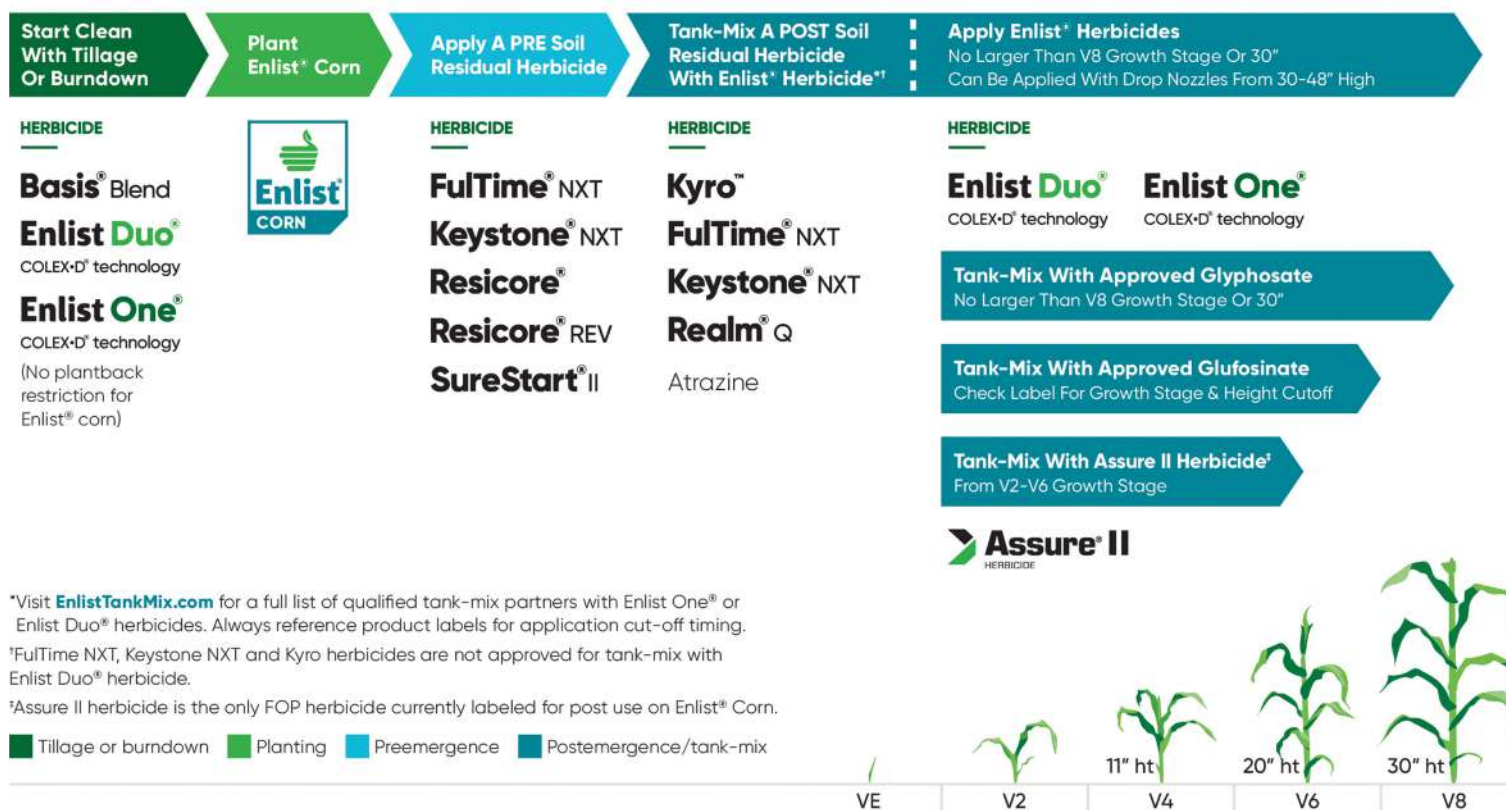 Start Clean
With Tillage
Or Burndown
Plant
Enlist® Corn
Apply A PRE Soil
Residual Herbicide
Tank-Mix A POST Soil
Residual Herbicide
With Enlist® Herbicide*†
Apply Enlist® Herbicides
No Larger Than V8 Growth Stage Or 30"
Can Be Applied With Drop Nozzles From 30-48" High
HERBICIDE
Basis® Blend
Enlist Duo®
COLEX•D® technology
Enlist One®
COLEX•D® technology
(No plantback
restriction for
Enlist® corn)
Enlist®
CORN
HERBICIDE
FulTime® NXT
Keystone® NXT
Resicore®
Resicore® REV
SureStart® II
HERBICIDE
Kyro™
FulTime® NXT
Keystone® NXT
Realm® Q
Atrazine
HERBICIDE
Enlist Duo®
COLEX•D® technology
Enlist One®
COLEX•D® technology
Tank-Mix With Approved Glyphosate
No Larger Than V8 Growth Stage Or 30"
Tank-Mix With Approved Glufosinate
Check Label For Growth Stage & Height Cutoff
Tank-Mix With Assure II Herbicide‡
From V2-V6 Growth Stage
Assure® II
HERBICIDE
*Visit EnlistTankMix.com for a full list of qualified tank-mix partners with Enlist One® or
Enlist Duo® herbicides. Always reference product labels for application cut-off timing.
†FulTime NXT, Keystone NXT and Kyro herbicides are not approved for tank-mix with
Enlist Duo® herbicide.
‡Assure II herbicide is the only FOP herbicide currently labeled for post use on Enlist® Corn.
Tillage or burndown
Planting
Preemergence
Postemergence/tank-mix
11" ht
20" ht
30" ht
VE
V2
V4
V6
V8